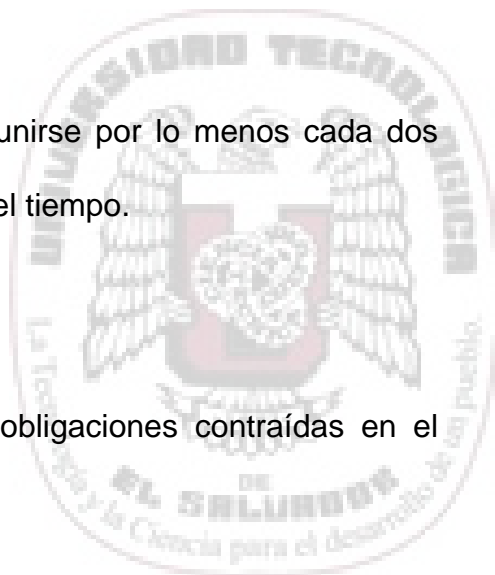 UNIVERSIDAD TECNOLOGICA
unirse por lo menos cada dos
el tiempo.
obligaciones contraídas en el
DE
EL SALVADOR
La Tecnología y la Ciencia para el desarrollo de un pueblo.